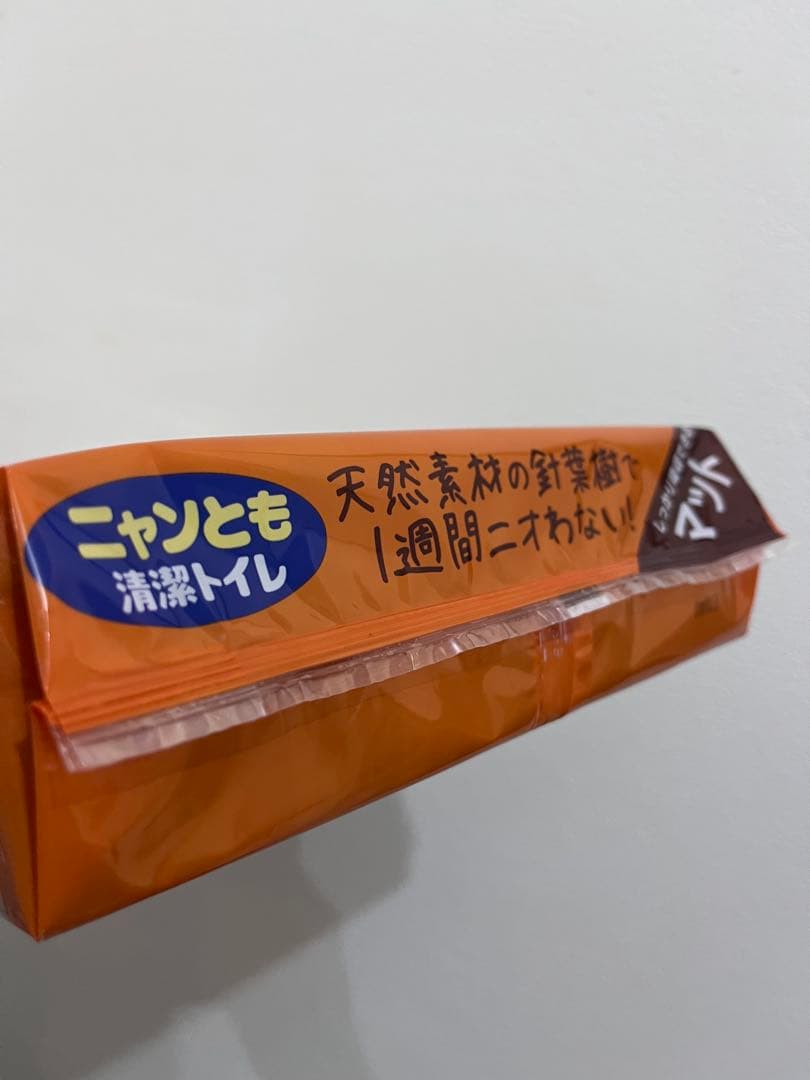 ニャンとも
清潔トイレ
天然素材の針葉樹で
1週間ニオわない!
マット